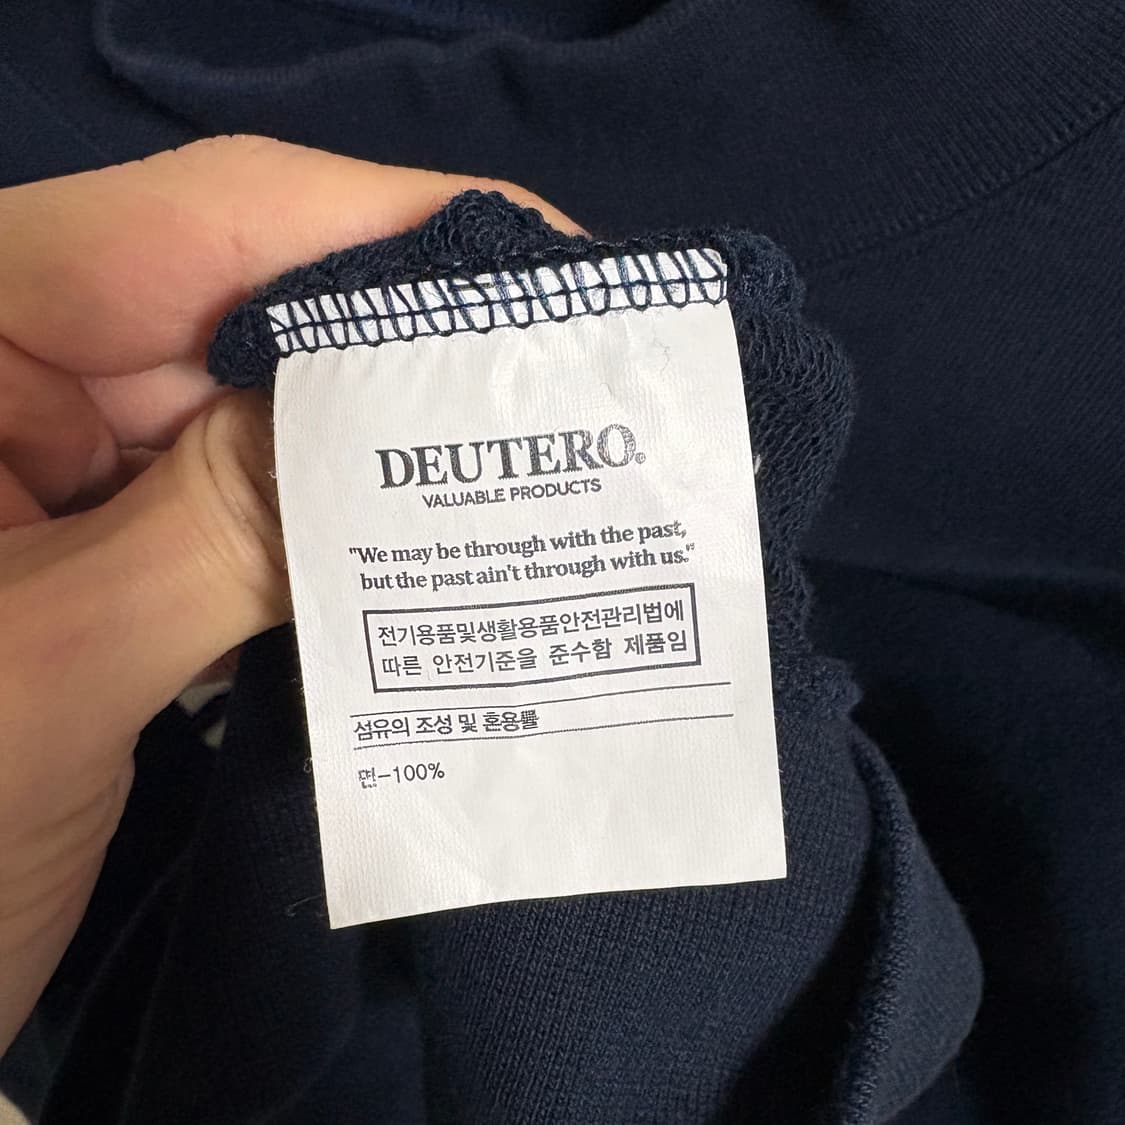 DEUTERO.®
VALUABLE PRODUCTS
"We may be through with the past,
but the past ain't through with us."
전기용품및생활용품안전관리법에
따른 안전기준을 준수함 제품임
섬유의 조성 및 혼용률
면-100%